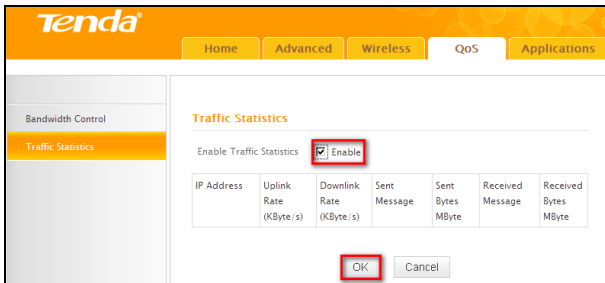 Tenda
Home Advanced Wireless QoS Applications
Bandwidth Control
Traffic Statistics
Traffic Statistics
Enable Traffic Statistics Enable
IP Address Uplink Rate (KByte/s) Downlink Rate (KByte/s) Sent Message Sent Bytes MByte Received Message Received Bytes MByte
OK Cancel